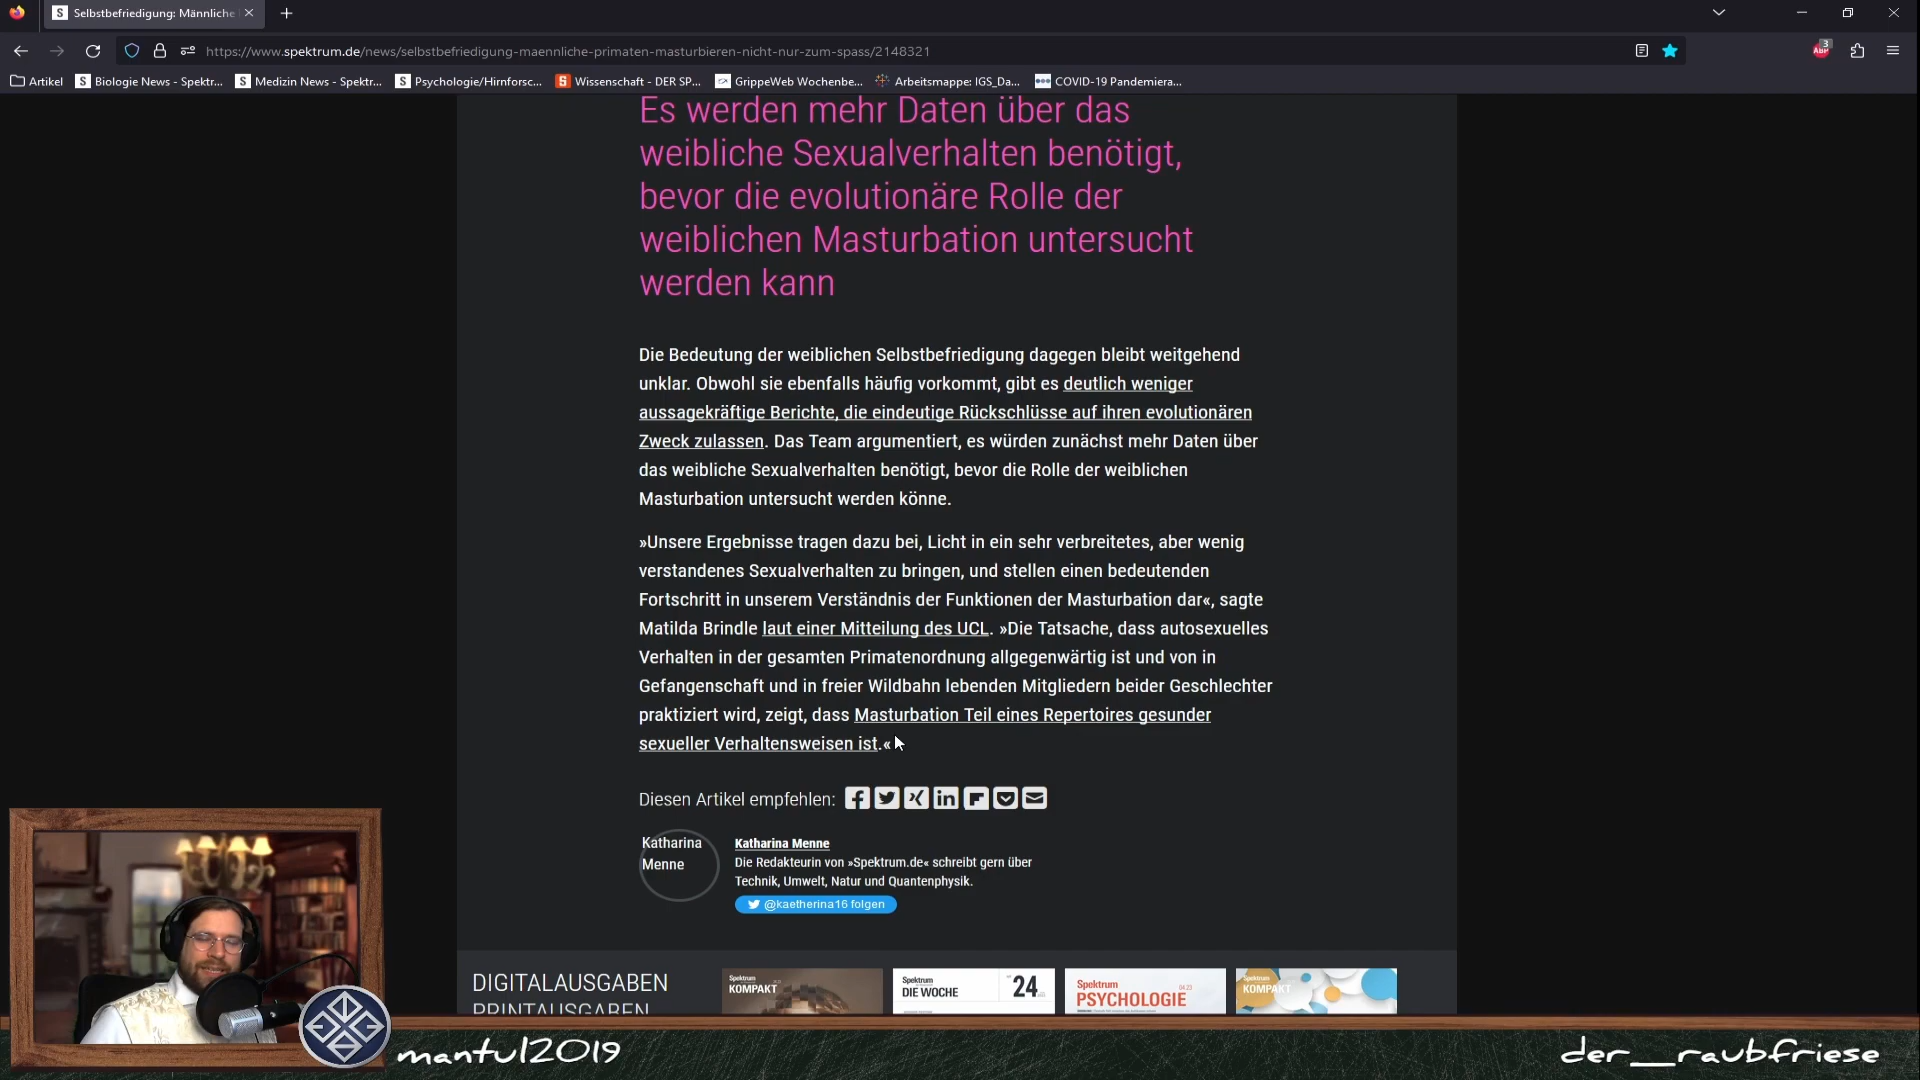 Selbstbefriedigung: Männliche
https://www.spektrum.de/news/selbstbefriedigung-maennliche-primaten-masturbieren-nicht-nur-zum-spass/2148321
ABP 3
Artikel
S Biologie News - Spektr...
S Medizin News - Spektr...
S Psychologie/Hirnforsc...
Wissenschaft - DER SP...
GrippeWeb Wochenbe...
Arbeitsmappe: IGS_Da...
COVID-19 Pandemiera...
Es werden mehr Daten über das
weibliche Sexualverhalten benötigt,
bevor die evolutionäre Rolle der
weiblichen Masturbation untersucht
werden kann
Die Bedeutung der weiblichen Selbstbefriedigung dagegen bleibt weitgehend
unklar. Obwohl sie ebenfalls häufig vorkommt, gibt es deutlich weniger
aussagekräftige Berichte, die eindeutige Rückschlüsse auf ihren evolutionären
Zweck zulassen. Das Team argumentiert, es würden zunächst mehr Daten über
das weibliche Sexualverhalten benötigt, bevor die Rolle der weiblichen
Masturbation untersucht werden könne.
»Unsere Ergebnisse tragen dazu bei, Licht in ein sehr verbreitetes, aber wenig
verstandenes Sexualverhalten zu bringen, und stellen einen bedeutenden
Fortschritt in unserem Verständnis der Funktionen der Masturbation dar«, sagte
Matilda Brindle laut einer Mitteilung des UCL. »Die Tatsache, dass autosexuelles
Verhalten in der gesamten Primatenordnung allgegenwärtig ist und von in
Gefangenschaft und in freier Wildbahn lebenden Mitgliedern beider Geschlechter
praktiziert wird, zeigt, dass Masturbation Teil eines Repertoires gesunder
sexueller Verhaltensweisen ist.«
Diesen Artikel empfehlen:
Katharina
Menne
Katharina Menne
Die Redakteurin von »Spektrum.de« schreibt gern über
Technik, Umwelt, Natur und Quantenphysik.
@kaetherina16 folgen
DIGITALAUSGABEN
PRINTAUSGABEN
Spektrum
KOMPAKT
Spektrum
DIE WOCHE
24
Spektrum
PSYCHOLOGIE
04.23
Spektrum
KOMPAKT
mantul2019
der__raubfriese